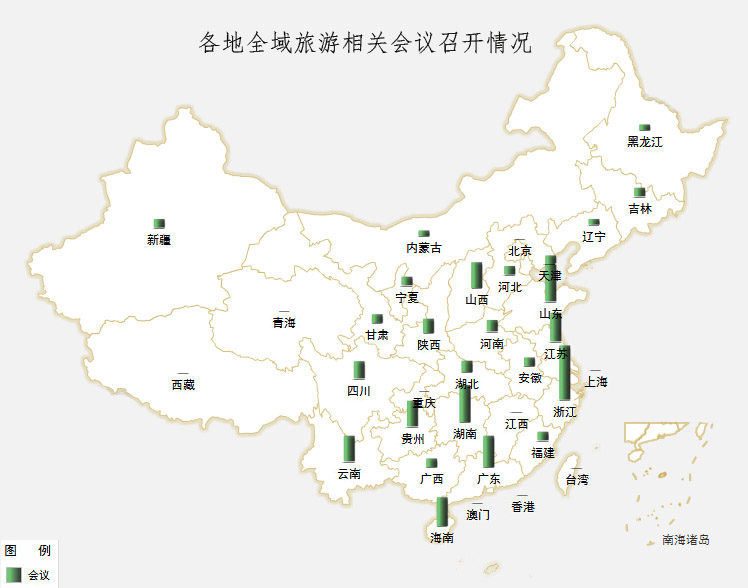 各地全域旅游相关会议召开情况
黑龙江
吉林
新疆
辽宁
内蒙古
北京
天津
河北
宁夏
山西
山东
青海
甘肃
陕西
河南
江苏
西藏
四川
湖北
安徽
上海
重庆
浙江
贵州
湖南
江西
福建
云南
广西
广东
台湾
香港
澳门
海南
南海诸岛
图 例
会议